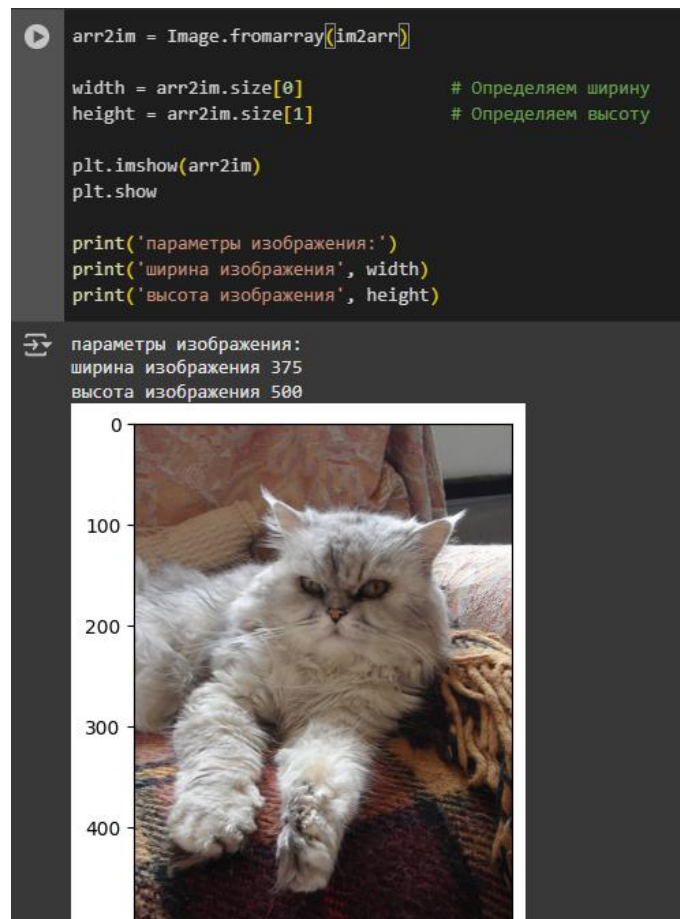 arr2im = Image.fromarray(im2arr)
width = arr2im.size[0] # Определяем ширину
height = arr2im.size[1] # Определяем высоту
plt.imshow(arr2im)
plt.show
print('параметры изображения:')
print('ширина изображения', width)
print('высота изображения', height)
параметры изображения:
ширина изображения 375
высота изображения 500
0
100
200
300
400